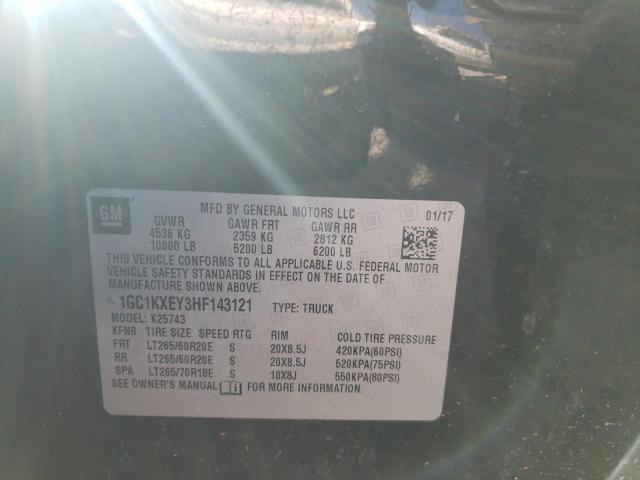 GM
MFD BY GENERAL MOTORS LLC 01/17
GVWR GAWR FRT GAWR RR
4536 KG 2359 KG 2812 KG
10000 LB 5200 LB 6200 LB
THIS VEHICLE CONFORMS TO ALL APPLICABLE U.S. FEDERAL MOTOR
VEHICLE SAFETY STANDARDS IN EFFECT ON THE DATE OF
MANUFACTURE SHOWN ABOVE.
1GC1KXEY3HF143121 TYPE: TRUCK
MODEL: K25743
KFN8 TIRE SIZE SPEED RTG RIM COLD TIRE PRESSURE
FRT LT265/60R20E S 20X8.5J 420KPA(60PSI)
RR LT265/60R20E S 20X8.5J 520KPA(75PSI)
SPA LT265/70R18E S 18X8J 550KPA(80PSI)
SEE OWNER'S MANUAL FOR MORE INFORMATION.